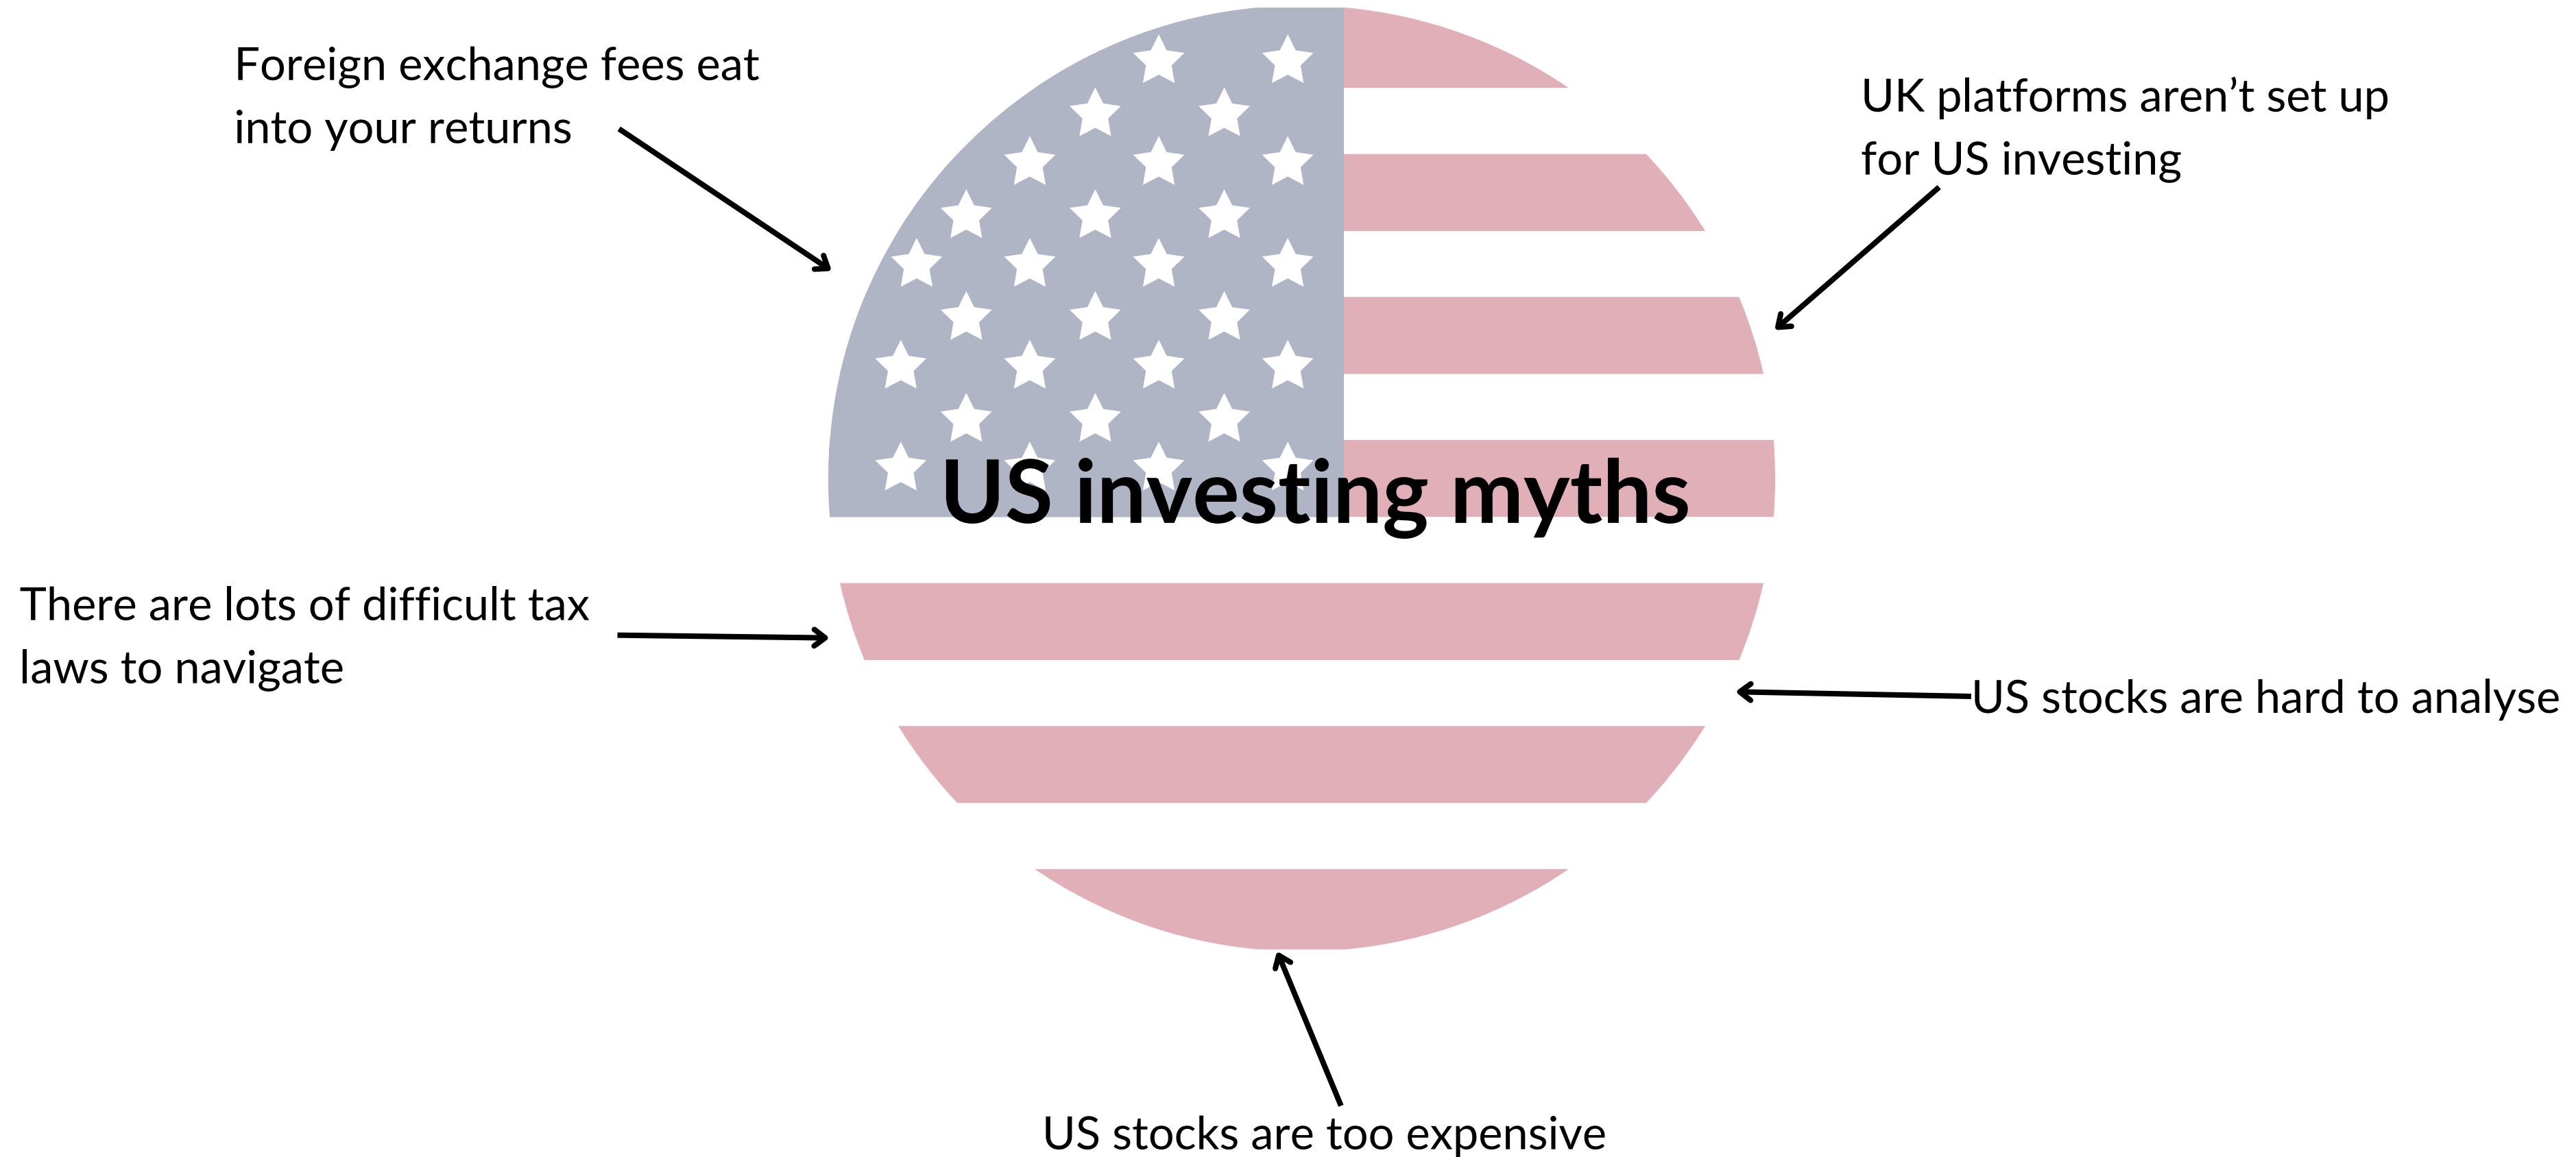 Foreign exchange fees eat
into your returns
UK platforms aren’t set up
for US investing
US investing myths
There are lots of difficult tax
laws to navigate
US stocks are hard to analyse
US stocks are too expensive